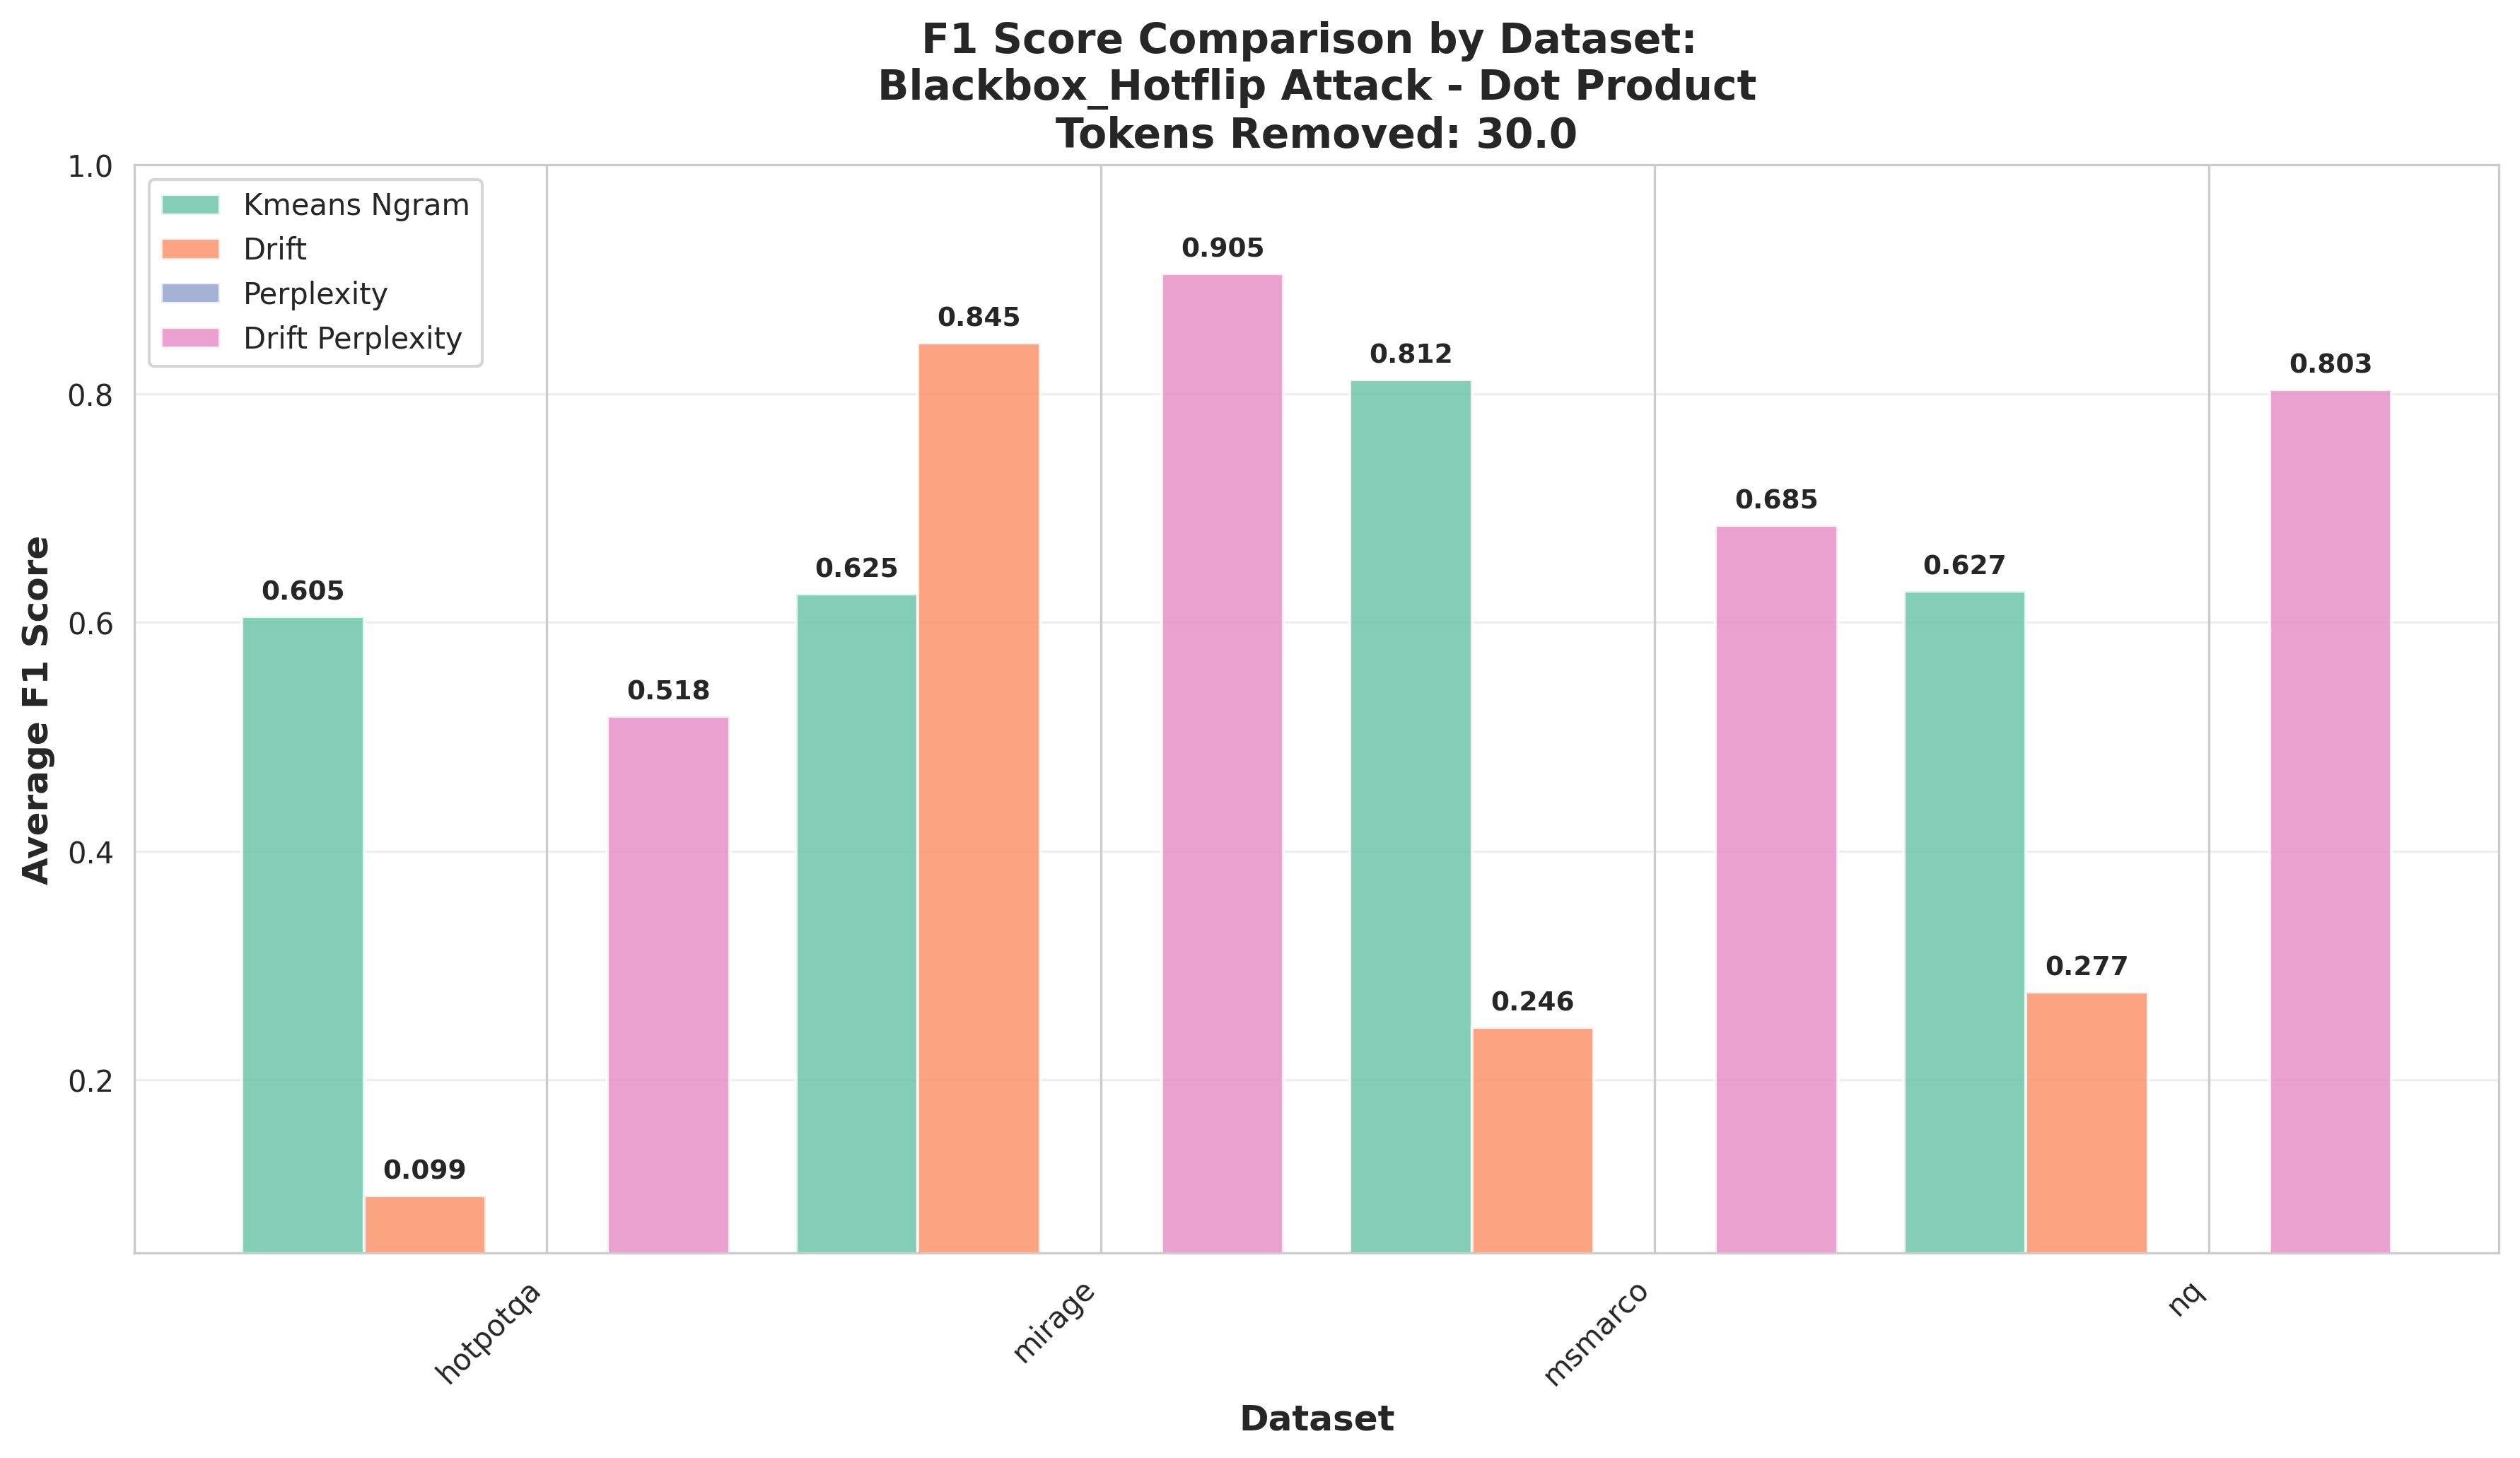 F1 Score Comparison by Dataset:
Blackbox_Hotflip Attack - Dot Product
Tokens Removed: 30.0
1.0
0.8
0.6
0.4
0.2
Average F1 Score
Kmeans Ngram
Drift
Perplexity
Drift Perplexity
0.605
0.099
0.518
0.625
0.845
0.905
0.812
0.246
0.685
0.627
0.277
0.803
hotpotqa
mirage
msmarco
nq
Dataset